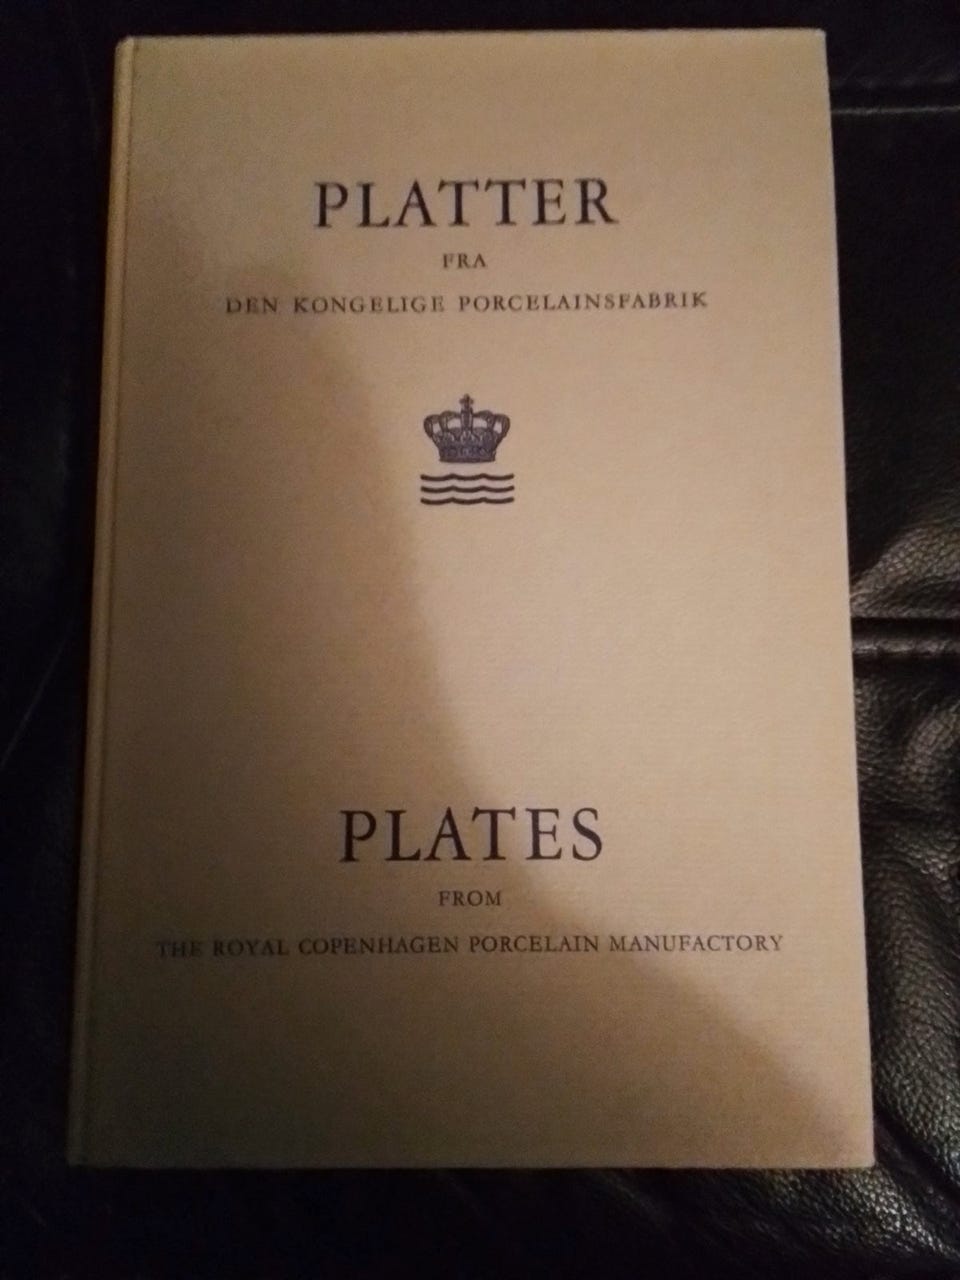 PLATTER
FRA
DEN KONGELIGE PORCELAINSFABRIK
PLATES
FROM
THE ROYAL COPENHAGEN PORCELAIN MANUFACTORY